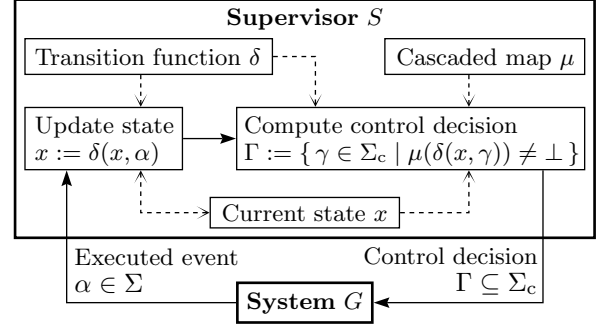 Supervisor S
Transition function δ
Cascaded map μ
Update state
x := δ(x, α)
Compute control decision
Γ := { γ ∈ Σc | μ(δ(x, γ)) ≠ ⊥ }
Current state x
Executed event
α ∈ Σ
Control decision
Γ ⊆ Σc
System G